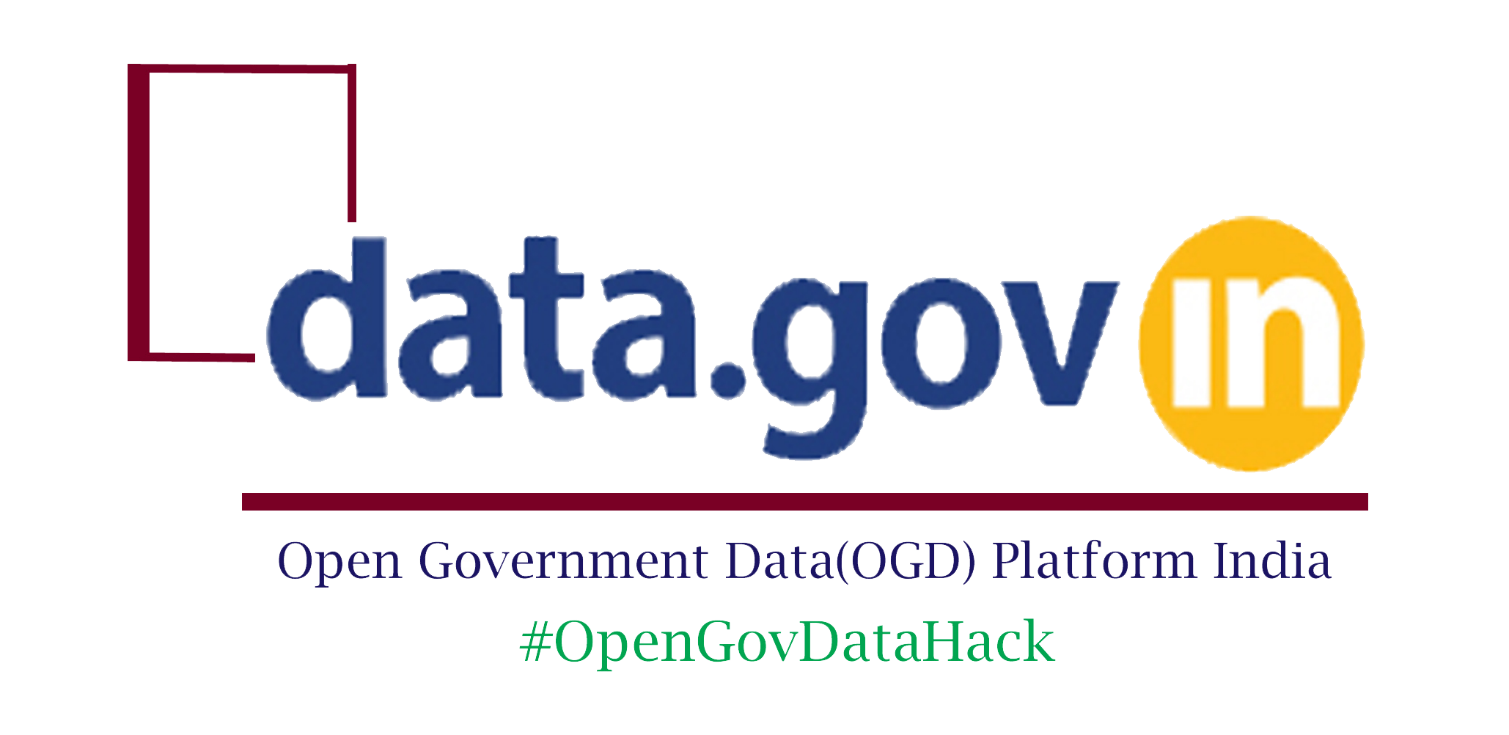 data.gov in
Open Government Data(OGD) Platform India
#OpenGovDataHack